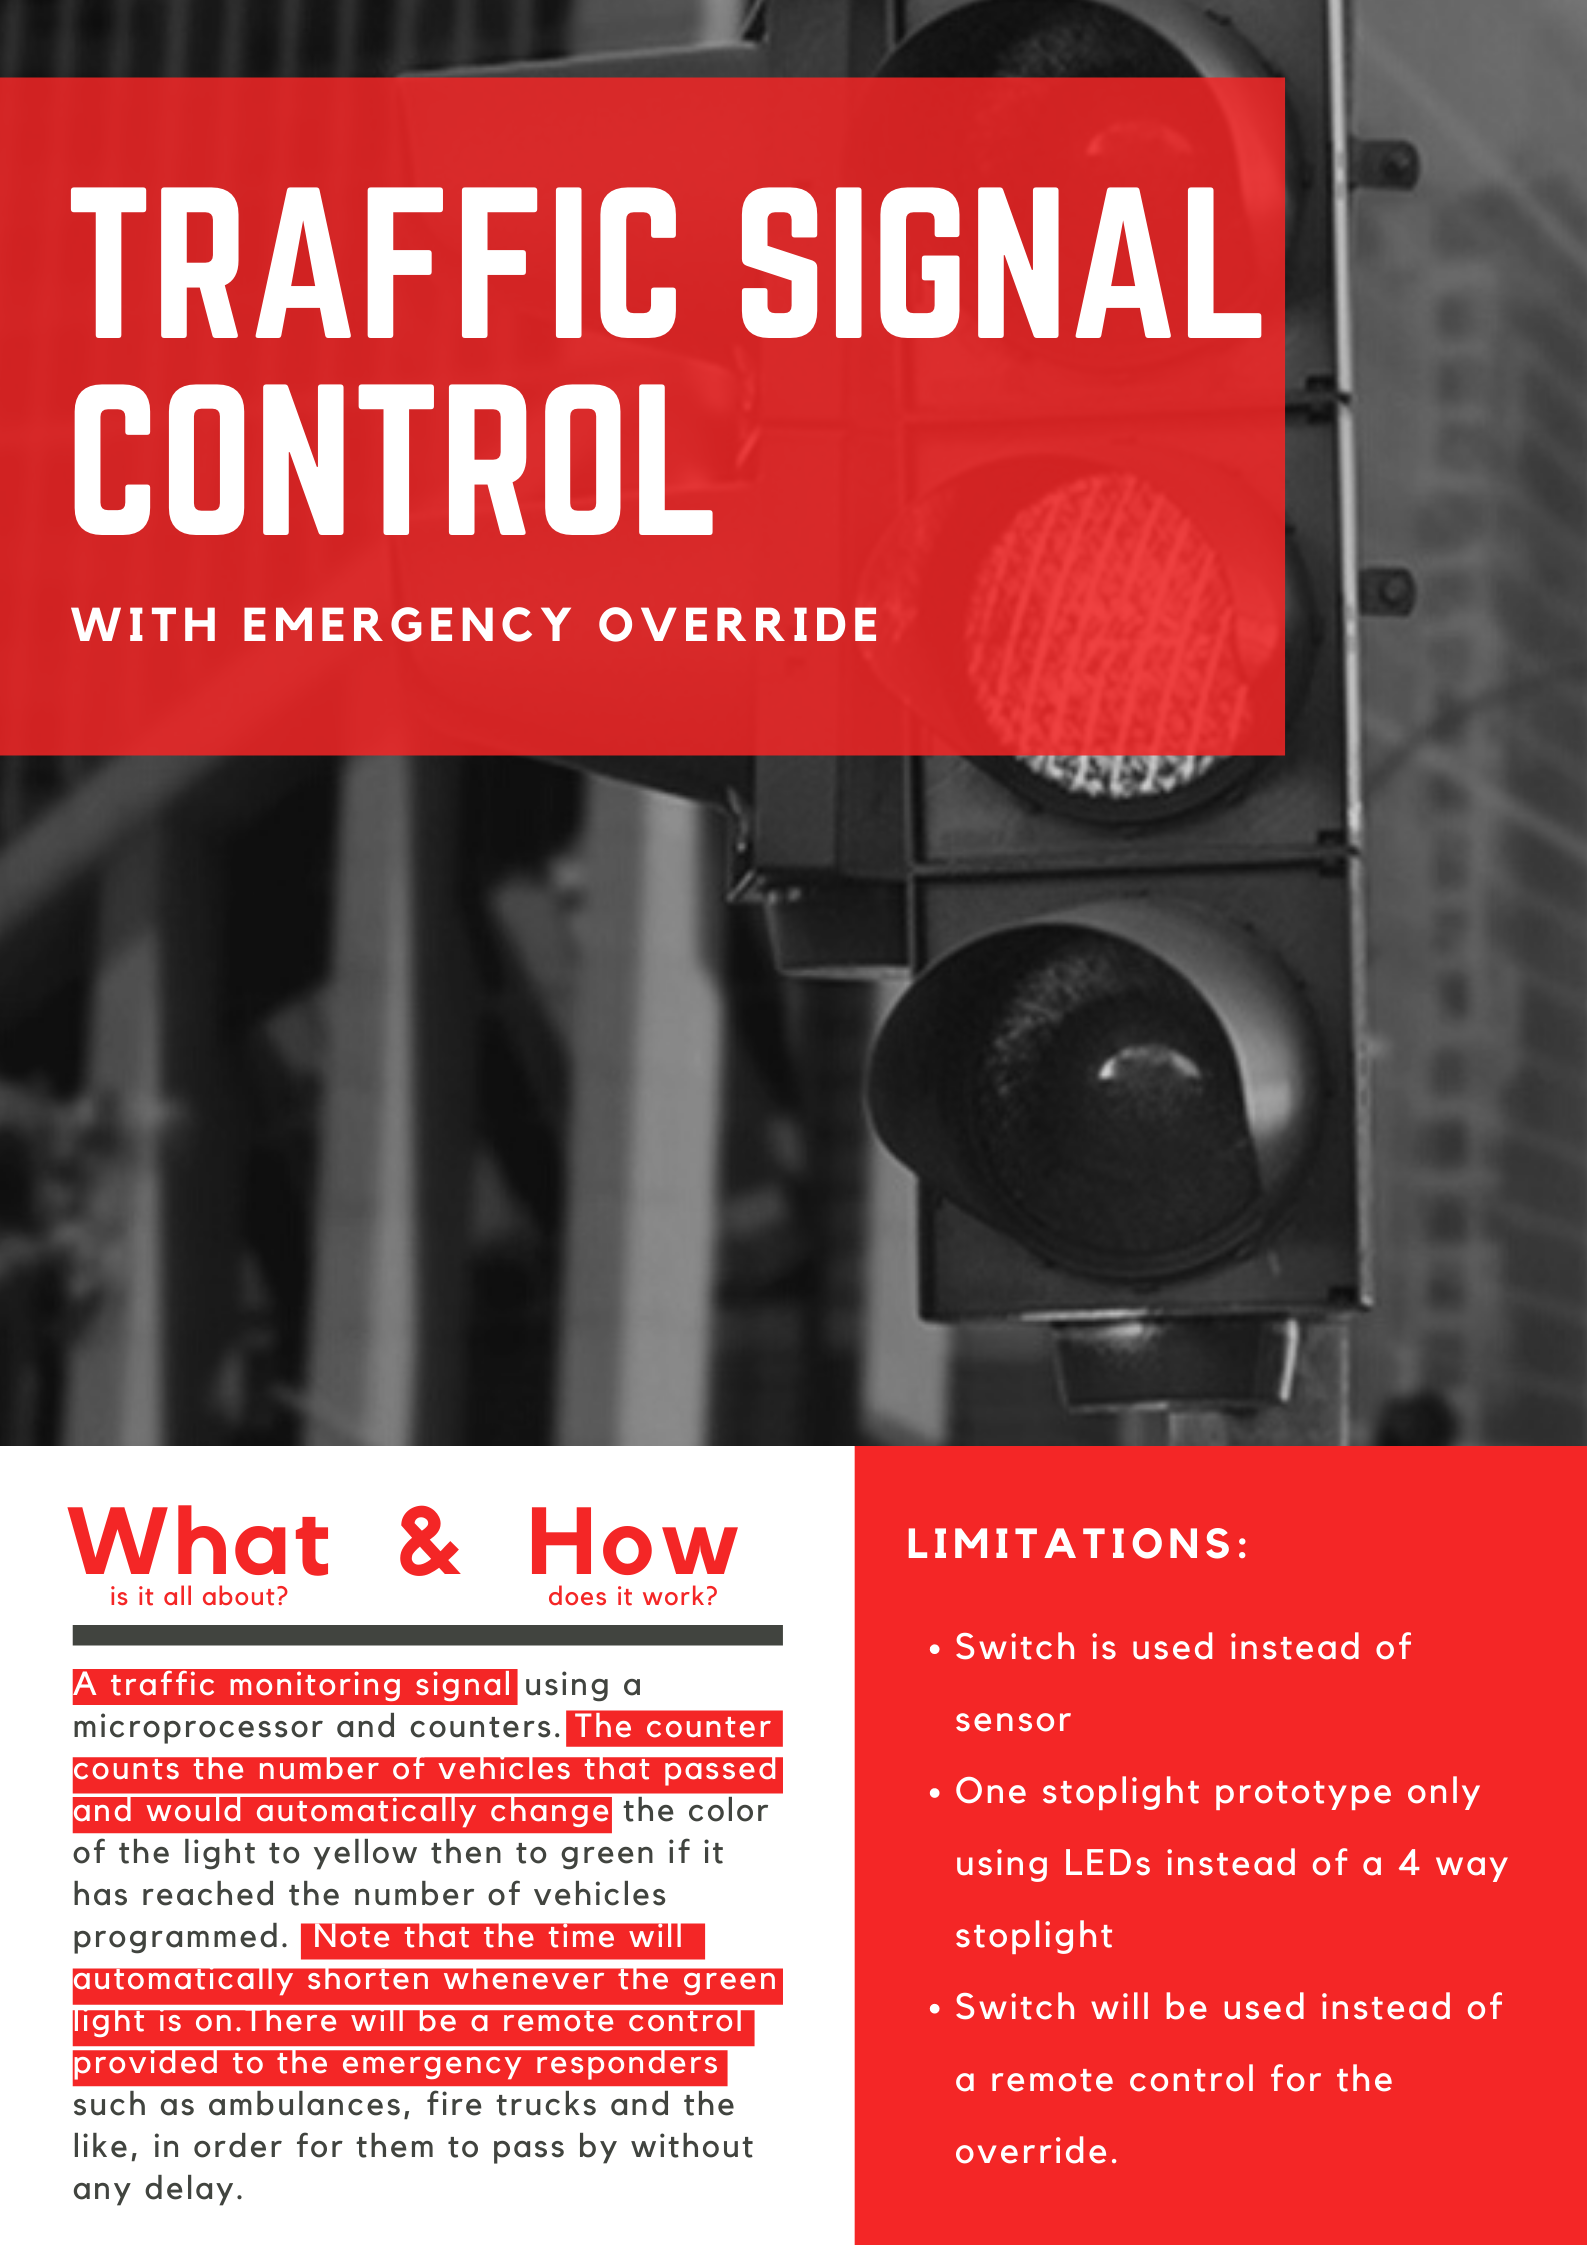 TRAFFIC SIGNAL
CONTROL
WITH EMERGENCY OVERRIDE
What & How
is it all about? does it work?
A traffic monitoring signal using a
microprocessor and counters. The counter
counts the number of vehicles that passed
and would automatically change the color
of the light to yellow then to green if it
has reached the number of vehicles
programmed. Note that the time will
automatically shorten whenever the green
light is on.There will be a remote control
provided to the emergency responders
such as ambulances, fire trucks and the
like, in order for them to pass by without
any delay.
LIMITATIONS:
• Switch is used instead of
sensor
• One stoplight prototype only
using LEDs instead of a 4 way
stoplight
• Switch will be used instead of
a remote control for the
override.